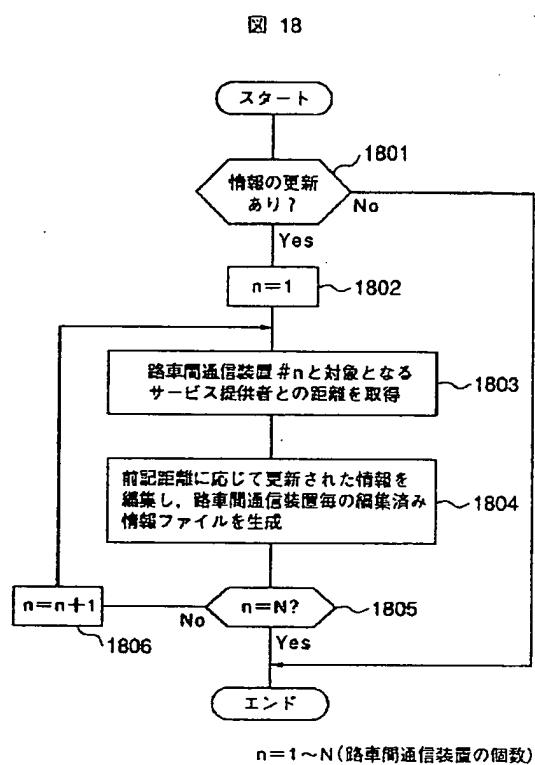 図 18
スタート
1801
情報の更新
あり?
No
Yes
n=1
1802
路車間通信装置#nと対象となる
サービス提供者との距離を取得
1803
前記距離に応じて更新された情報を
編集し,路車間通信装置毎の編集済み
情報ファイルを生成
1804
n=N?
1805
n=n+1
No
1806
Yes
エンド
n=1~N(路車間通信装置の個数)